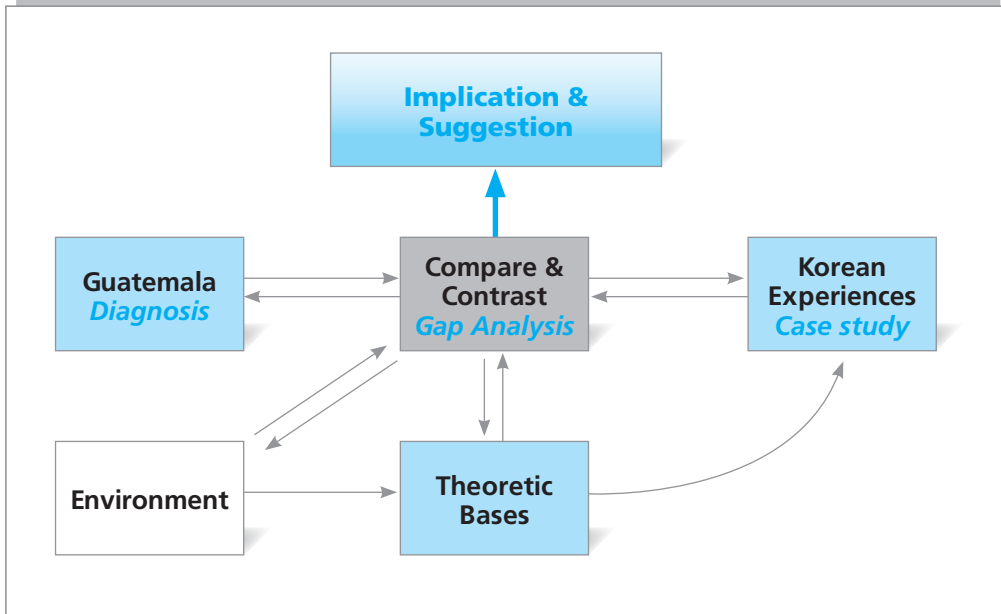 Implication &
Suggestion
Guatemala
Diagnosis
Compare &
Contrast
Gap Analysis
Korean
Experiences
Case study
Environment
Theoretic
Bases